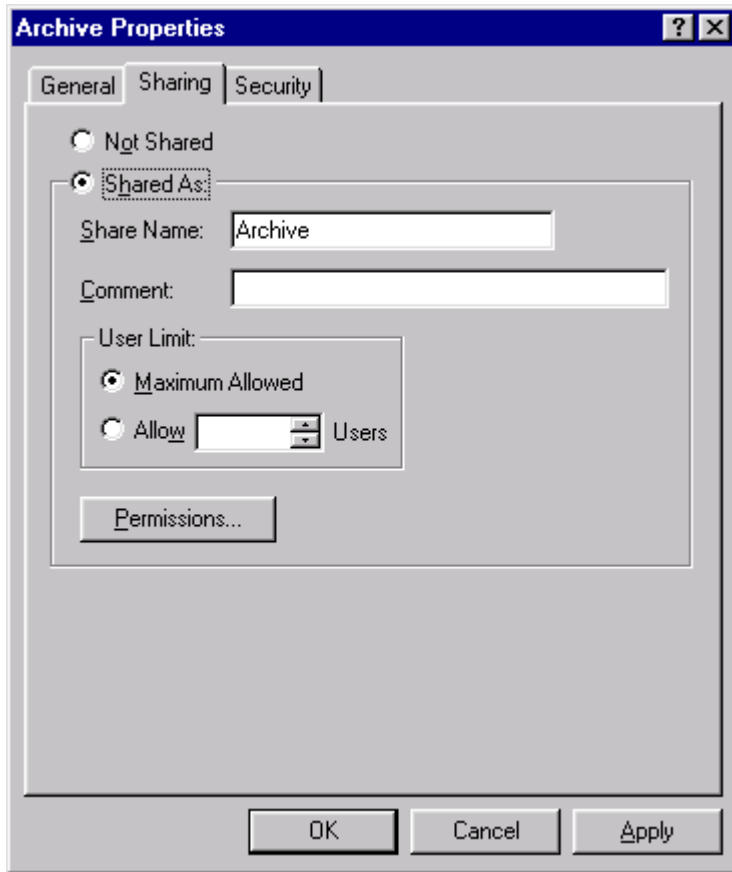 Archive Properties
General Sharing Security
Not Shared
Shared As:
Share Name: Archive
Comment:
User Limit:
Maximum Allowed
Allow Users
Permissions...
OK Cancel Apply